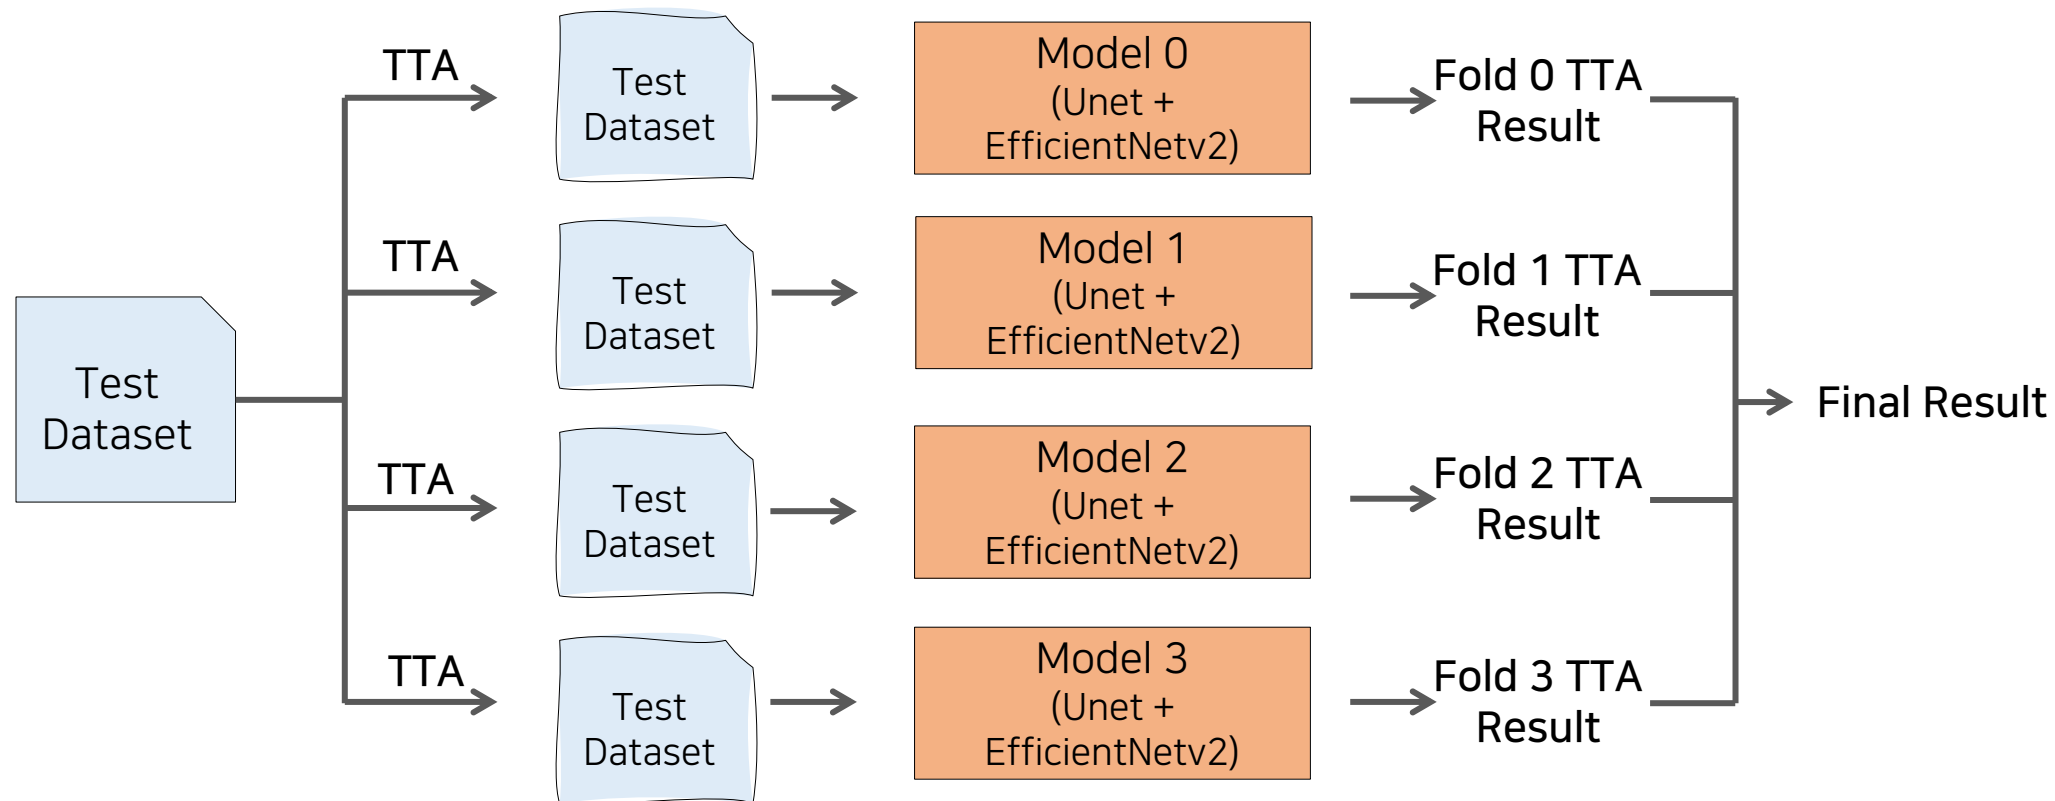 Test
Dataset
TTA
Test
Dataset
Model 0
(Unet +
EfficientNetv2)
Fold 0 TTA
Result
TTA
Test
Dataset
Model 1
(Unet +
EfficientNetv2)
Fold 1 TTA
Result
TTA
Test
Dataset
Model 2
(Unet +
EfficientNetv2)
Fold 2 TTA
Result
TTA
Test
Dataset
Model 3
(Unet +
EfficientNetv2)
Fold 3 TTA
Result
Final Result